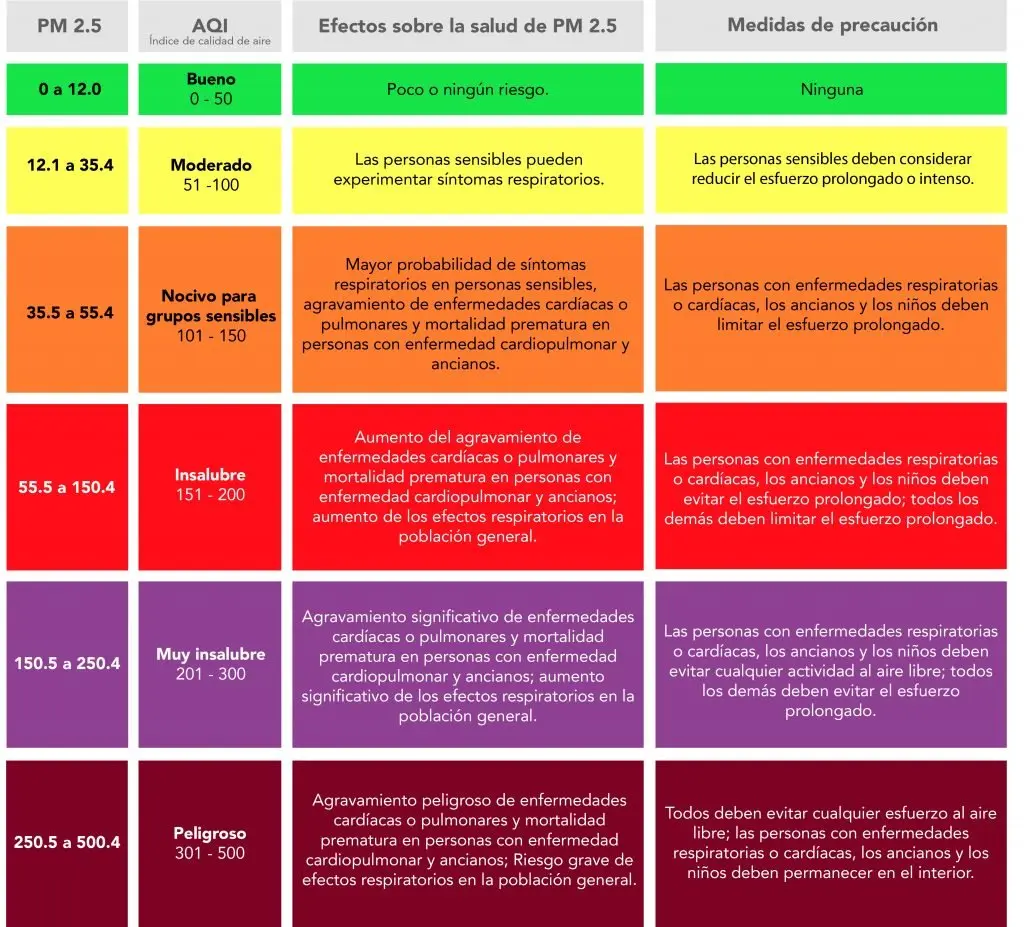 PM 2.5
AQI
Índice de calidad de aire
Efectos sobre la salud de PM 2.5
Medidas de precaución
0 a 12.0
Bueno
0 - 50
Poco o ningún riesgo.
Ninguna
12.1 a 35.4
Moderado
51 -100
Las personas sensibles pueden
experimentar síntomas respiratorios.
Las personas sensibles deben considerar
reducir el esfuerzo prolongado o intenso.
35.5 a 55.4
Nocivo para
grupos sensibles
101 - 150
Mayor probabilidad de síntomas
respiratorios en personas sensibles,
agravamiento de enfermedades cardíacas o
pulmonares y mortalidad prematura en
personas con enfermedad cardiopulmonar y
ancianos.
Las personas con enfermedades respiratorias
o cardíacas, los ancianos y los niños deben
limitar el esfuerzo prolongado.
55.5 a 150.4
Insalubre
151 - 200
Aumento del agravamiento de
enfermedades cardíacas o pulmonares y
mortalidad prematura en personas con
enfermedad cardiopulmonar y ancianos;
aumento de los efectos respiratorios en la
población general.
Las personas con enfermedades respiratorias
o cardíacas, los ancianos y los niños deben
evitar el esfuerzo prolongado; todos los
demás deben limitar el esfuerzo prolongado.
150.5 a 250.4
Muy insalubre
201 - 300
Agravamiento significativo de enfermedades
cardíacas o pulmonares y mortalidad
prematura en personas con enfermedad
cardiopulmonar y ancianos; aumento
significativo de los efectos respiratorios en la
población general.
Las personas con enfermedades respiratorias
o cardíacas, los ancianos y los niños deben
evitar cualquier actividad al aire libre; todos
los demás deben evitar el esfuerzo
prolongado.
250.5 a 500.4
Peligroso
301 - 500
Agravamiento peligroso de enfermedades
cardíacas o pulmonares y mortalidad
prematura en personas con enfermedad
cardiopulmonar y ancianos; Riesgo grave de
efectos respiratorios en la población general.
Todos deben evitar cualquier esfuerzo al aire
libre; las personas con enfermedades
respiratorias o cardíacas, los ancianos y los
niños deben permanecer en el interior.